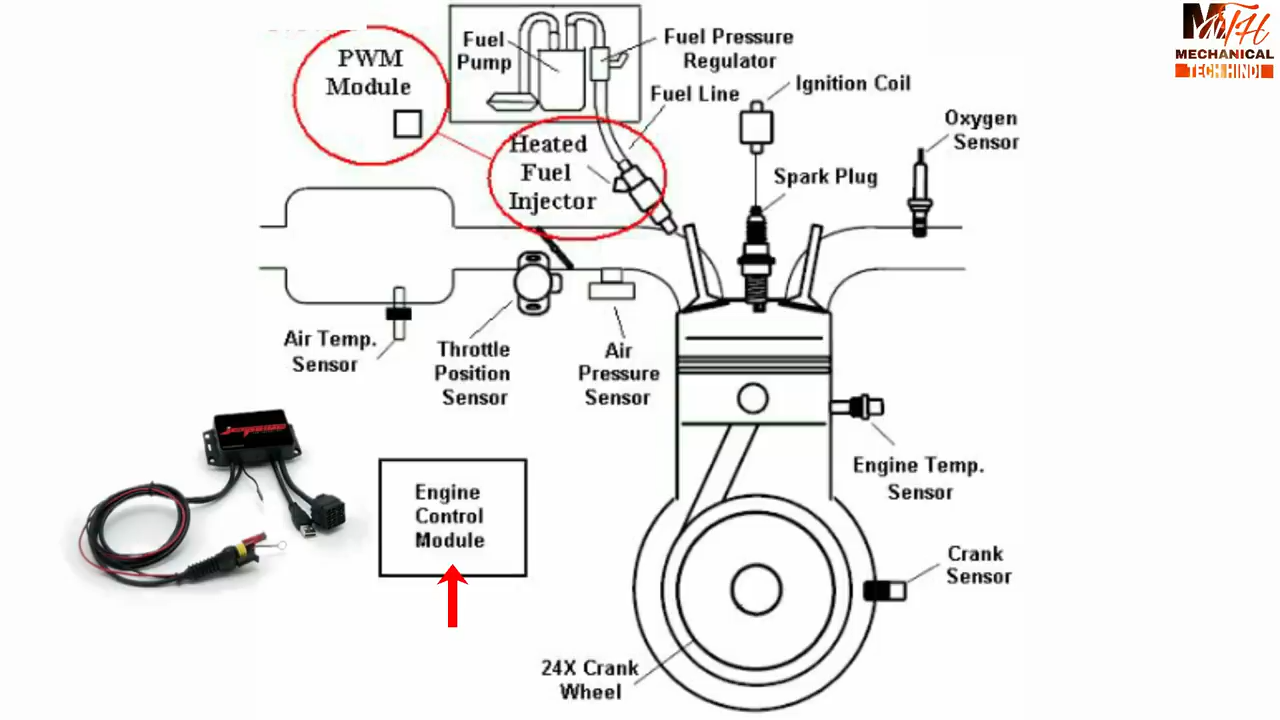 PWM
Module
Fuel
Pump
Fuel Pressure
Regulator
Fuel Line
Ignition Coil
Oxygen
Sensor
Heated
Fuel
Injector
Spark Plug
Air Temp.
Sensor
Throttle
Position
Sensor
Air
Pressure
Sensor
Engine Temp.
Sensor
Engine
Control
Module
Crank
Sensor
24X Crank
Wheel
MTH
MECHANICAL
TECH HINDI